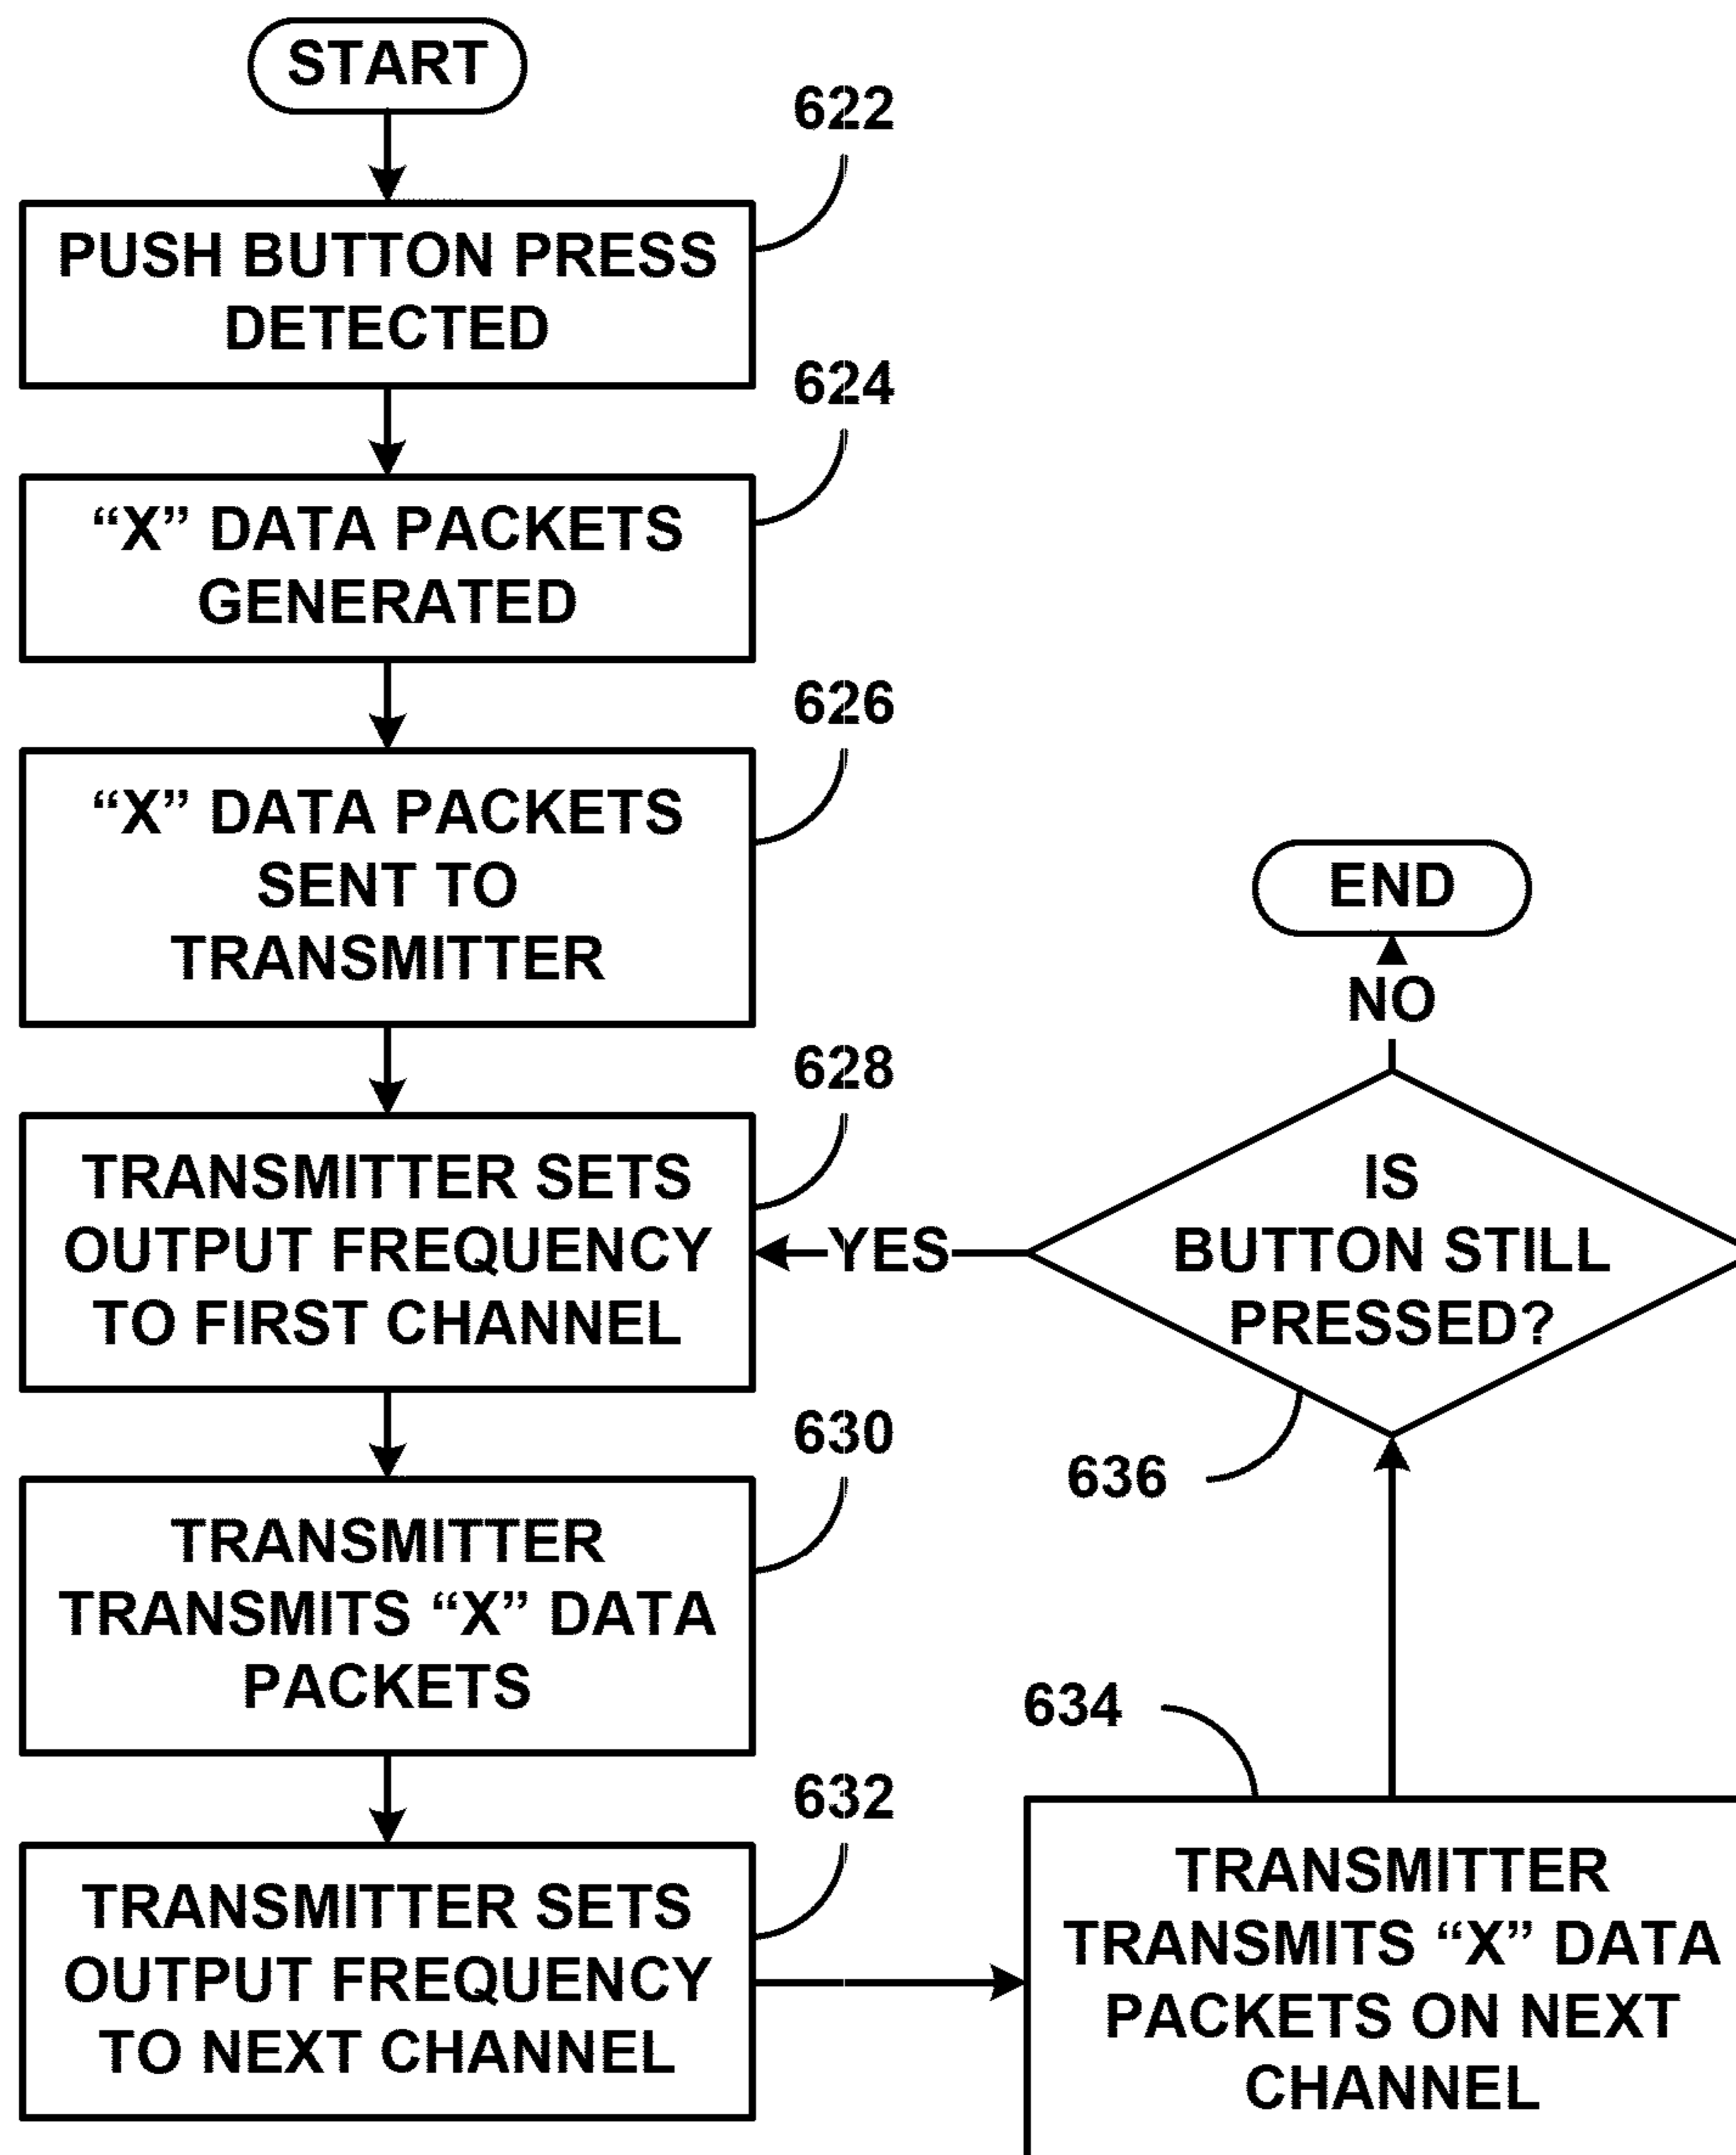 START
622
PUSH BUTTON PRESS
DETECTED
624
“X” DATA PACKETS
GENERATED
626
“X” DATA PACKETS
SENT TO
TRANSMITTER
628
TRANSMITTER SETS
OUTPUT FREQUENCY
TO FIRST CHANNEL
630
TRANSMITTER
TRANSMITS “X” DATA
PACKETS
632
TRANSMITTER SETS
OUTPUT FREQUENCY
TO NEXT CHANNEL
634
TRANSMITTER
TRANSMITS “X” DATA
PACKETS ON NEXT
CHANNEL
636
IS
BUTTON STILL
PRESSED?
YES
NO
END